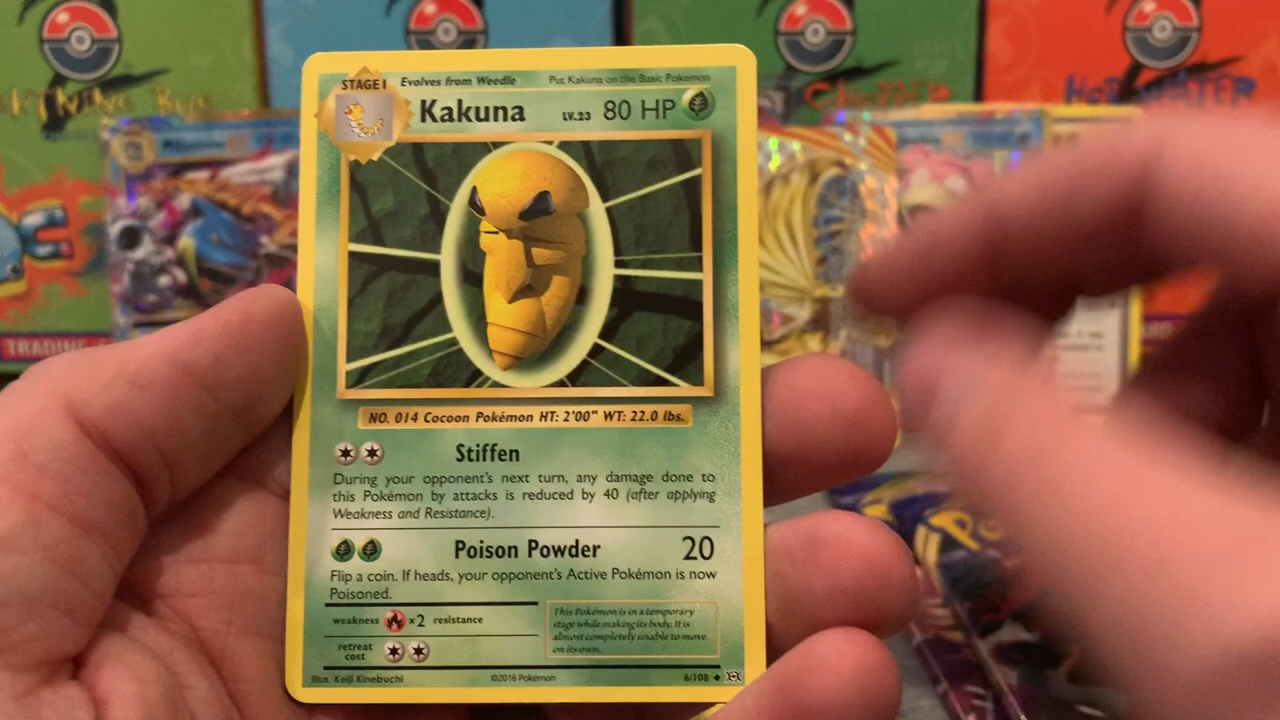 STAGE 1 Evolves from Weedle Put Kakuna on the Basic Pokémon
Kakuna LV.23 80 HP
NO. 014 Cocoon Pokémon HT: 2'00" WT: 22.0 lbs.
Stiffen
During your opponent's next turn, any damage done to
this Pokémon by attacks is reduced by 40 (after applying
Weakness and Resistance).
Poison Powder 20
Flip a coin. If heads, your opponent's Active Pokémon is now
Poisoned.
weakness ×2 resistance
retreat
cost
This Pokémon is in a temporary
stage while making its body. It is
almost completely unable to move
on its own.
Illus. Keiji Kinebuchi ©2016 Pokémon 6/108
HOT WATER
TRADING